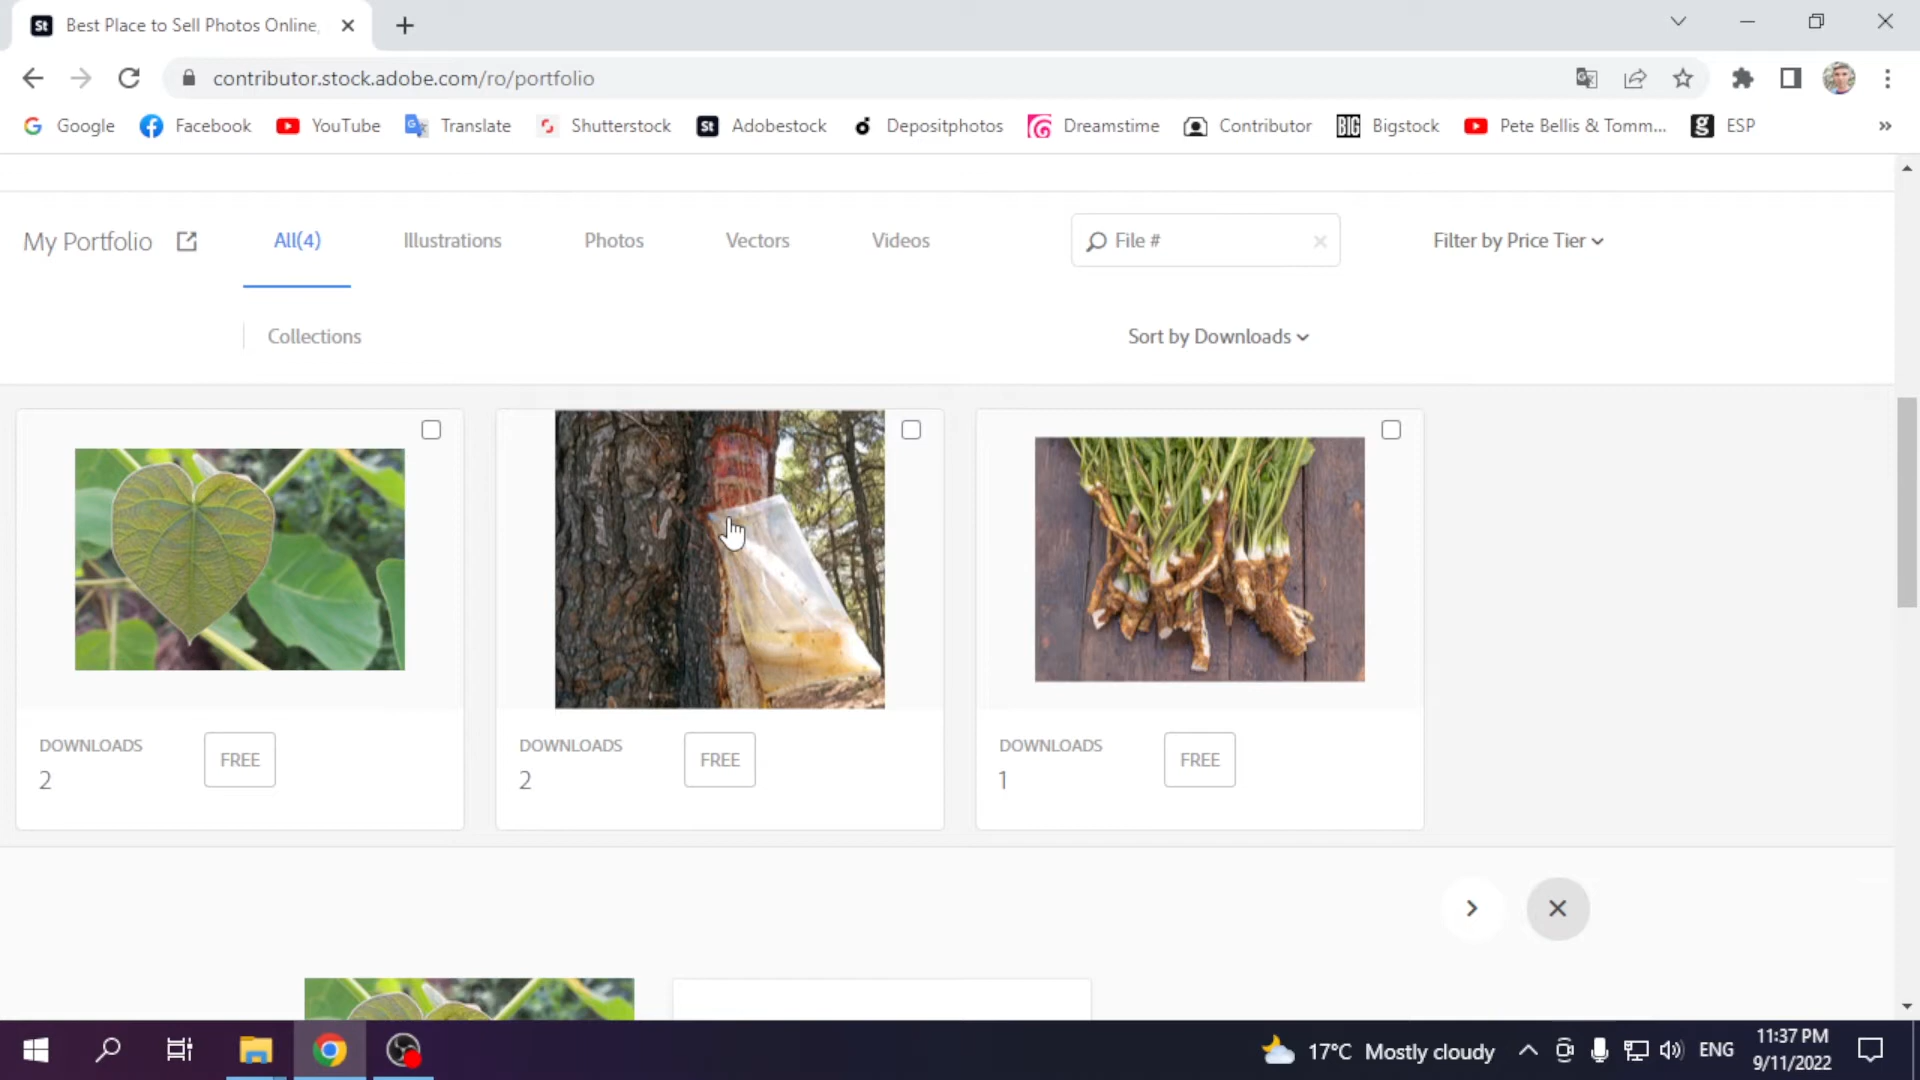 St Best Place to Sell Photos Online,
contributor.stock.adobe.com/ro/portfolio
Google Facebook YouTube Translate Shutterstock St Adobestock Depositphotos Dreamstime Contributor BIG Bigstock Pete Bellis & Tomm... ESP
My Portfolio All(4) Illustrations Photos Vectors Videos File # Filter by Price Tier
Collections Sort by Downloads
DOWNLOADS FREE DOWNLOADS FREE DOWNLOADS FREE
2 2 1
17°C Mostly cloudy ENG 11:37 PM
9/11/2022